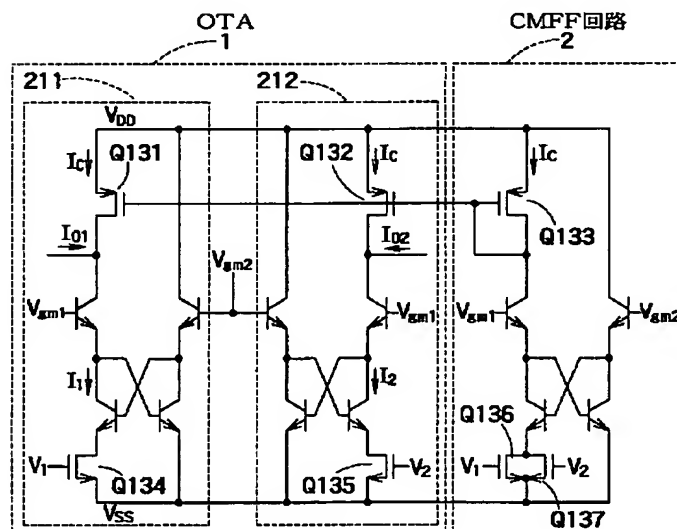 OTA
1
CMFF回路
2
211
212
VDD
IC
Q131
Q132
IC
IC
Q133
I01
I02
Vgm2
Vgm1
Vgm1
Vgm1
Vgm2
I1
I2
Q136
V1
Q134
Q135
V2
V1
V2
Q137
VSS